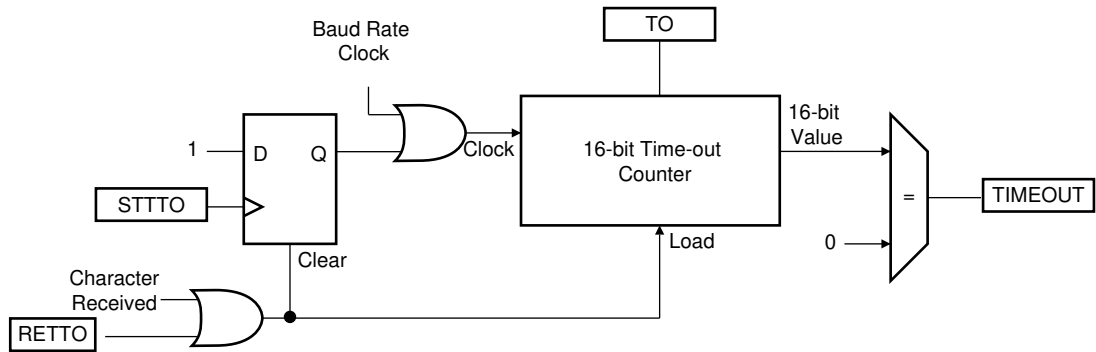 TO
Baud Rate
Clock
16-bit
Value
1
D
Q
Clock
16-bit Time-out
Counter
STTTO
=
TIMEOUT
Clear
Load
0
Character
Received
RETTO